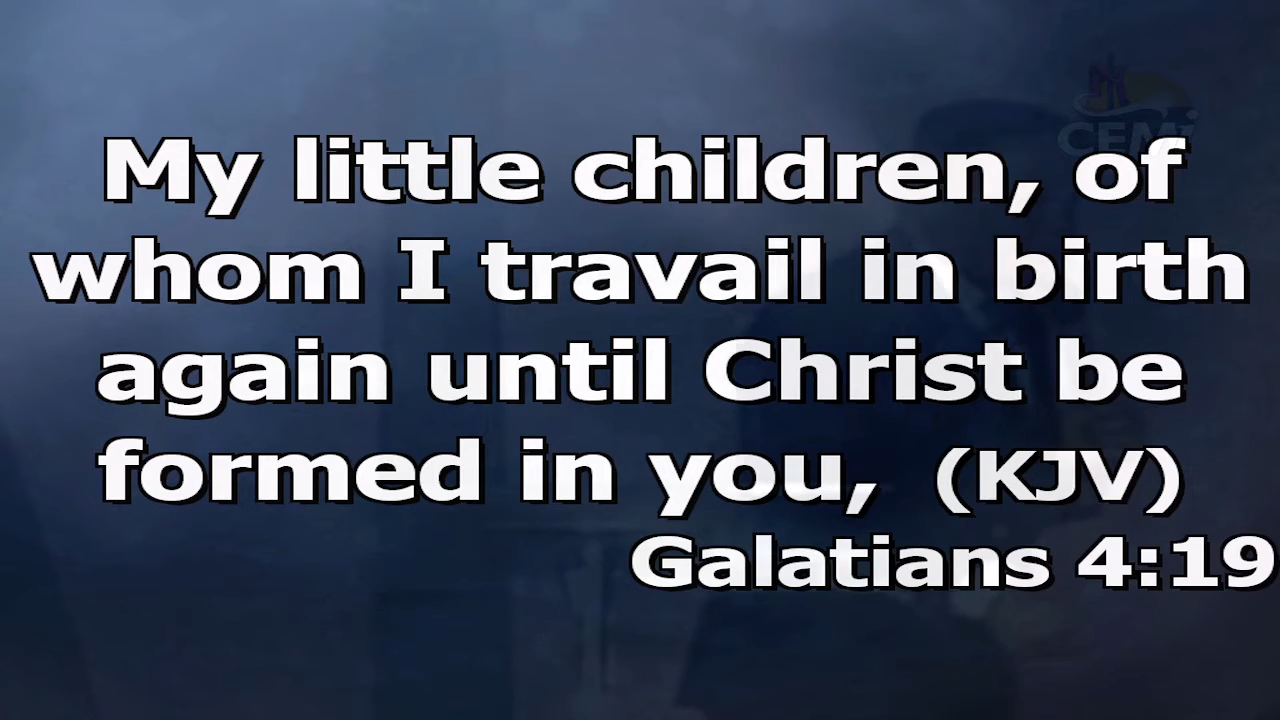 CEMi
My little children, of
whom I travail in birth
again until Christ be
formed in you, (KJV)
Galatians 4:19